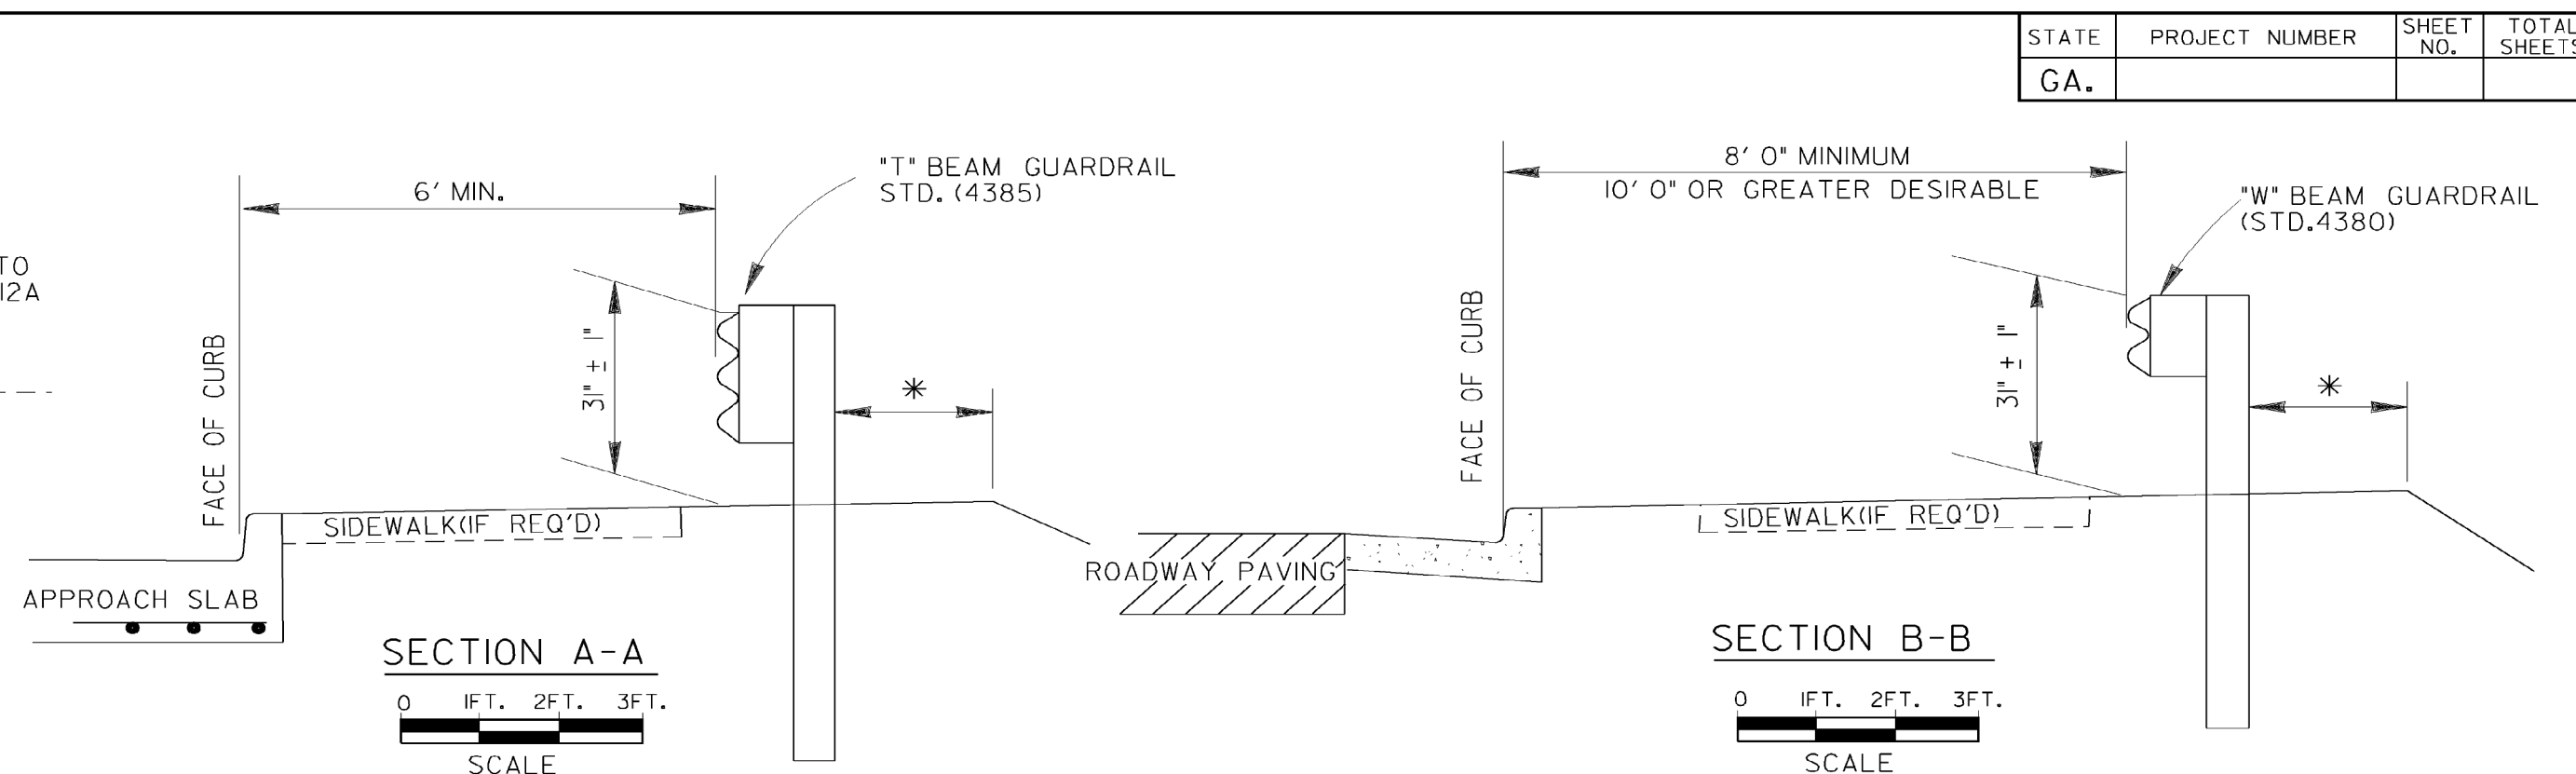 STATE PROJECT NUMBER SHEET NO. TOTAL SHEETS
GA.
TO
12A
6' MIN.
"T" BEAM GUARDRAIL
STD. (4385)
FACE OF CURB
31" ± 1"
*
SIDEWALK(IF REQ'D)
APPROACH SLAB
SECTION A-A
0 1FT. 2FT. 3FT.
SCALE
8' 0" MINIMUM
10' 0" OR GREATER DESIRABLE
"W" BEAM GUARDRAIL
(STD.4380)
FACE OF CURB
31" ± 1"
*
SIDEWALK(IF REQ'D)
ROADWAY PAVING
SECTION B-B
0 1FT. 2FT. 3FT.
SCALE